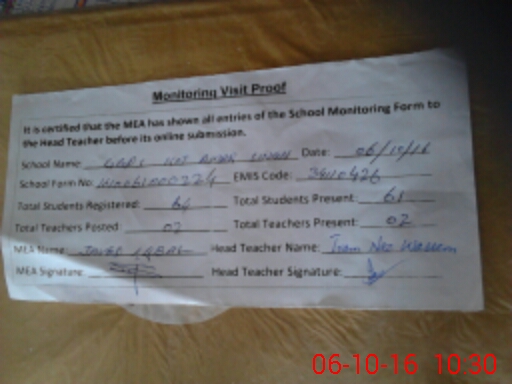 Monitoring Visit Proof
It is certified that the MEA has shown all entries of the School Monitoring Form to
the Head Teacher before its online submission.
School Name: GGPS Date: 06/10/16
School Form No: EMIS Code:
Total Students Registered: 64 Total Students Present: 61
Total Teachers Posted: 02 Total Teachers Present: 02
MEA Name: Head Teacher Name:
MEA Signature: Head Teacher Signature:
06-10-16 10:30